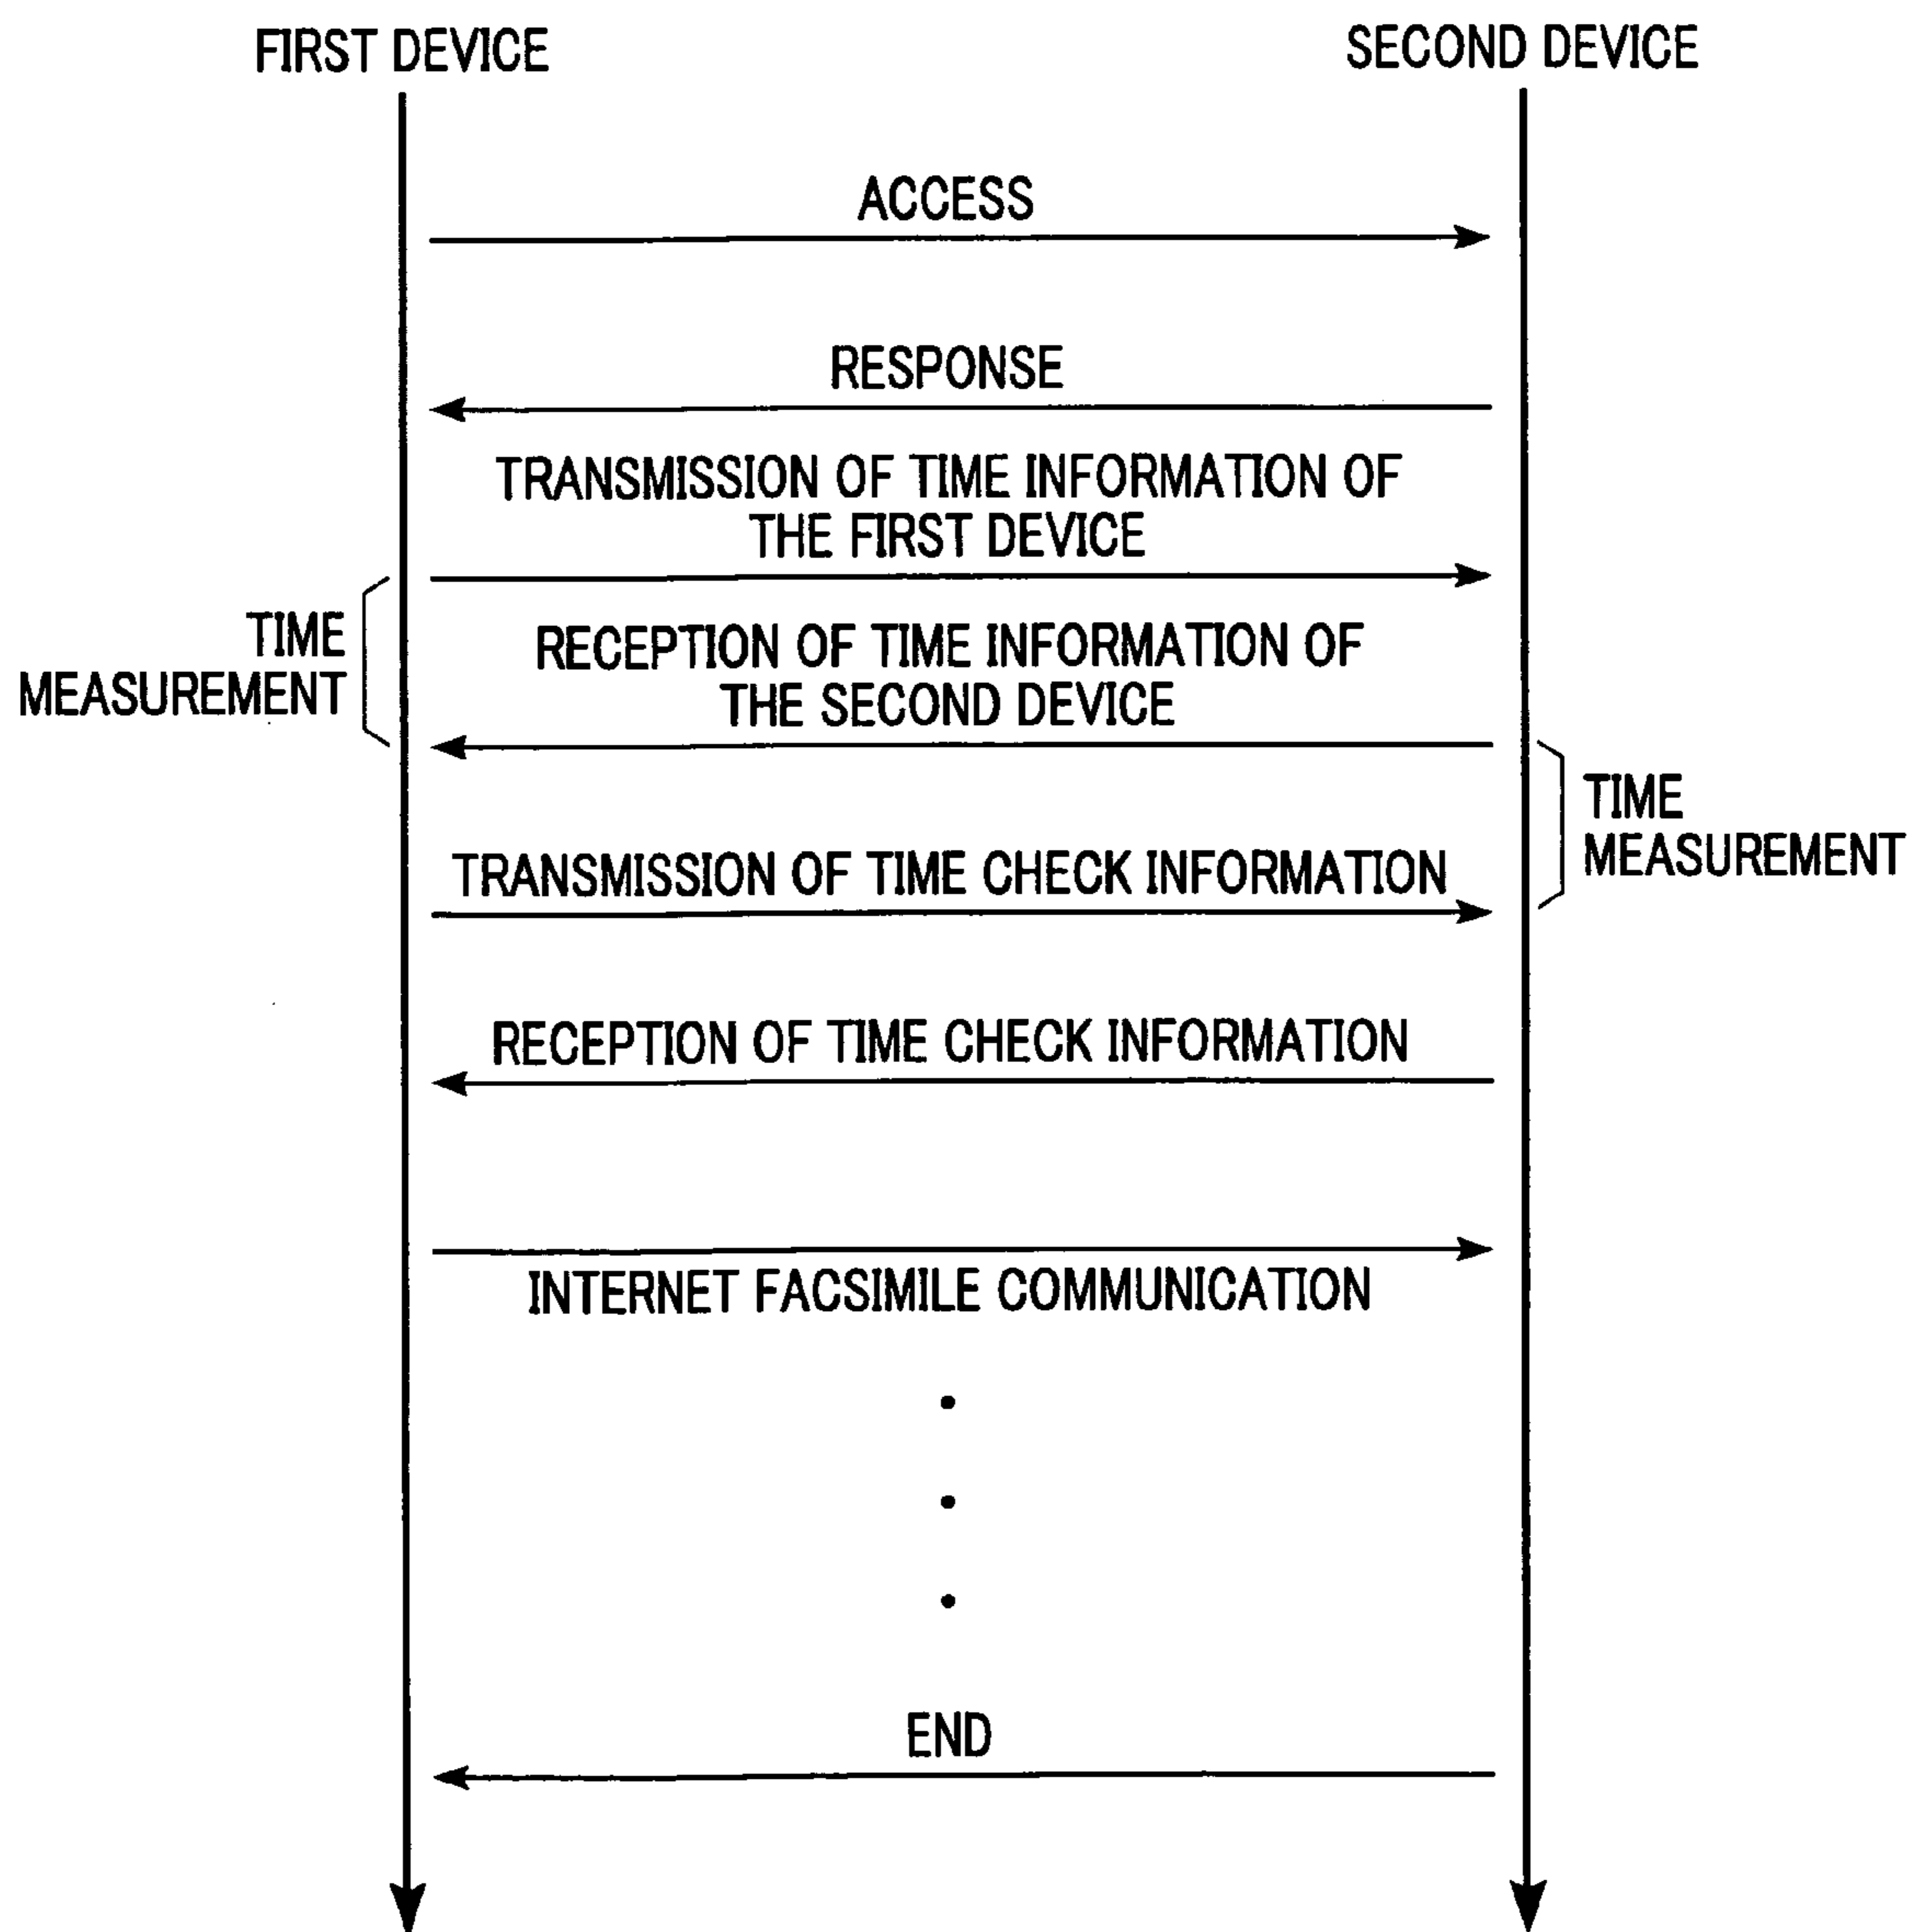 FIRST DEVICE
SECOND DEVICE
ACCESS
RESPONSE
TRANSMISSION OF TIME INFORMATION OF
THE FIRST DEVICE
TIME
MEASUREMENT
RECEPTION OF TIME INFORMATION OF
THE SECOND DEVICE
TIME
MEASUREMENT
TRANSMISSION OF TIME CHECK INFORMATION
RECEPTION OF TIME CHECK INFORMATION
INTERNET FACSIMILE COMMUNICATION
END